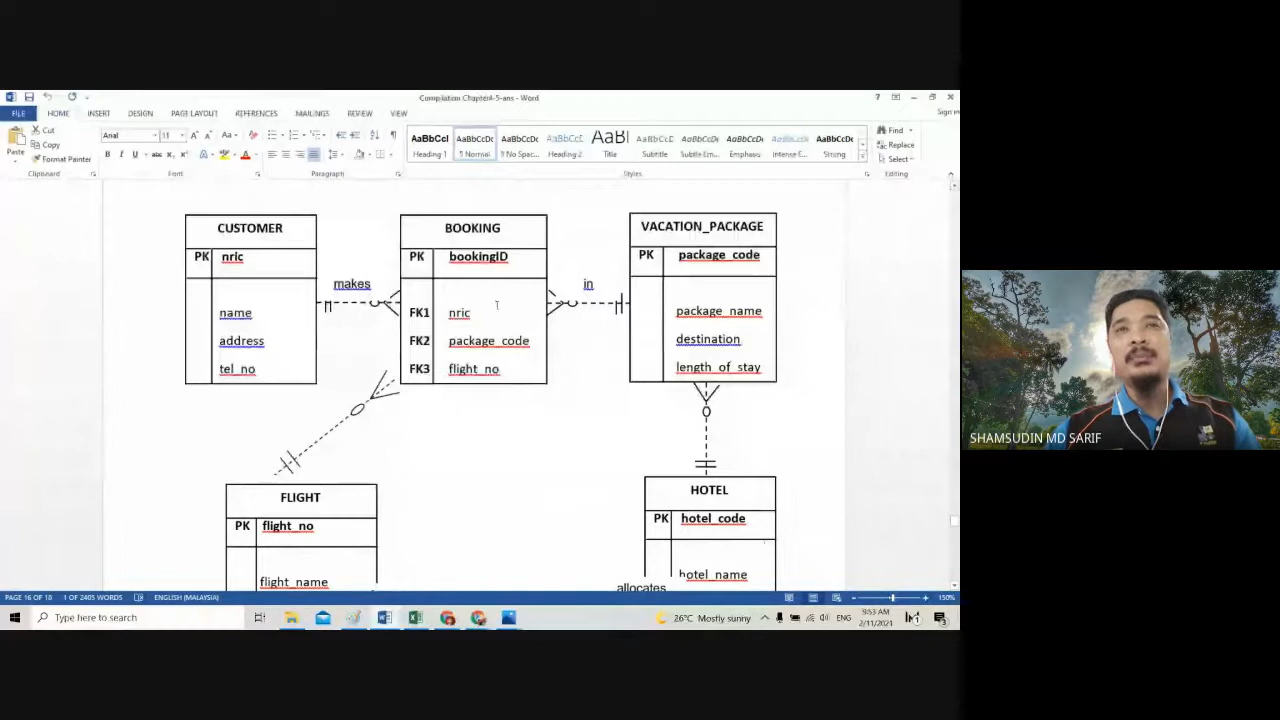 Compilation Chapter4-5-ans - Word
Sign in
FILE HOME INSERT DESIGN PAGE LAYOUT REFERENCES MAILINGS REVIEW VIEW
Paste
Cut
Copy
Format Painter
Clipboard
Arial 11
Font
Paragraph
AaBbCcI AaBbCcDc AaBbCcDc AaBbCcE AaBI AaBbCcE AaBbCcDc AaBbCcDc AaBbCcDc AaBbCcDc
Heading 1 ¶ Normal ¶ No Spac... Heading 2 Title Subtitle Subtle Em... Emphasis Intense E... Strong
Styles
Find
Replace
Select
Editing
CUSTOMER
PK nric
name
address
tel_no
makes
BOOKING
PK bookingID
FK1 nric
FK2 package_code
FK3 flight_no
in
VACATION_PACKAGE
PK package_code
package_name
destination
length_of_stay
FLIGHT
PK flight_no
flight_name
HOTEL
PK hotel_code
hotel_name
allocates
SHAMSUDIN MD SARIF
PAGE 16 OF 18 1 OF 2405 WORDS ENGLISH (MALAYSIA) 150%
Type here to search
26°C Mostly sunny
ENG
9:53 AM
2/11/2021